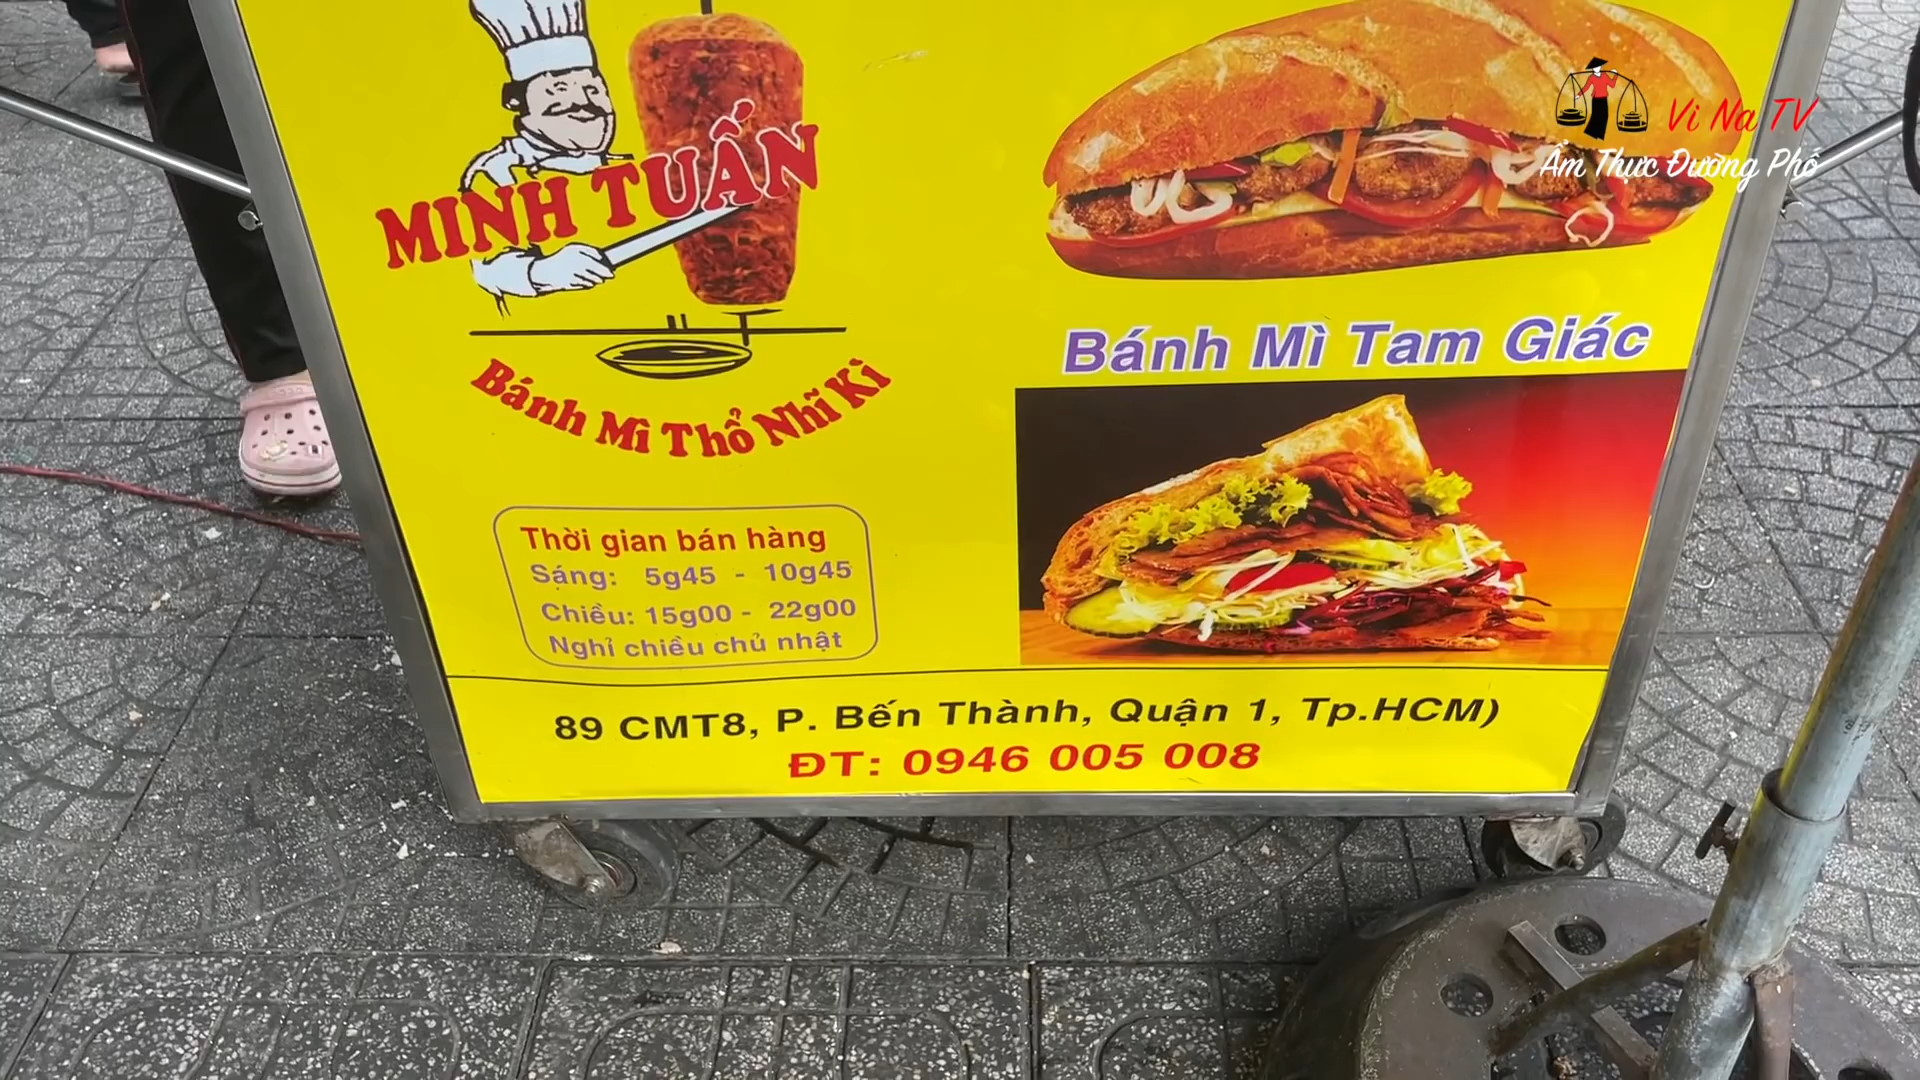 MINH TUẤN
Bánh Mì Thổ Nhĩ Kì
Thời gian bán hàng
Sáng: 5g45 - 10g45
Chiều: 15g00 - 22g00
Nghỉ chiều chủ nhật
Bánh Mì Tam Giác
89 CMT8, P. Bến Thành, Quận 1, Tp.HCM)
ĐT: 0946 005 008
Vi Na TV
Ẩm Thực Đường Phố